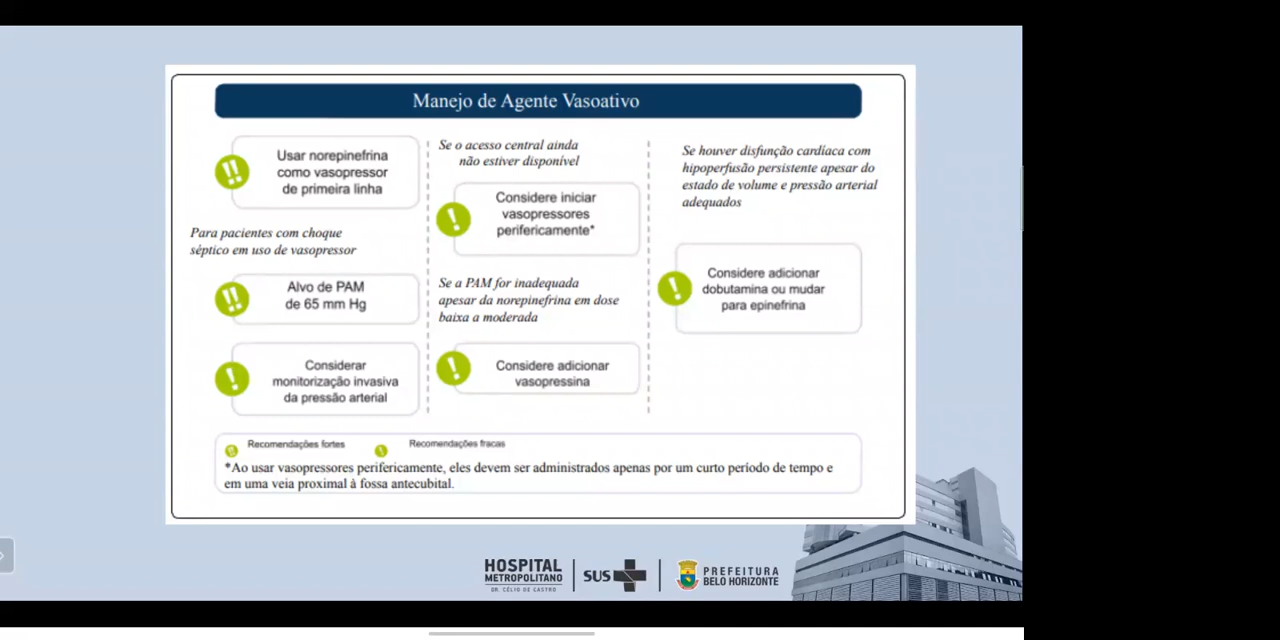 Manejo de Agente Vasoativo
Usar norepinefrina
como vasopressor
de primeira linha
Para pacientes com choque
séptico em uso de vasopressor
Alvo de PAM
de 65 mm Hg
Considerar
monitorização invasiva
da pressão arterial
Se o acesso central ainda
não estiver disponível
Considere iniciar
vasopressores
perifericamente*
Se a PAM for inadequada
apesar da norepinefrina em dose
baixa a moderada
Considere adicionar
vasopressina
Se houver disfunção cardíaca com
hipoperfusão persistente apesar do
estado de volume e pressão arterial
adequados
Considere adicionar
dobutamina ou mudar
para epinefrina
Recomendações fortes
Recomendações fracas
*Ao usar vasopressores perifericamente, eles devem ser administrados apenas por um curto período de tempo e
em uma veia proximal à fossa antecubital.
HOSPITAL
METROPOLITANO
DR. CÉLIO DE CASTRO
SUS
PREFEITURA
BELO HORIZONTE